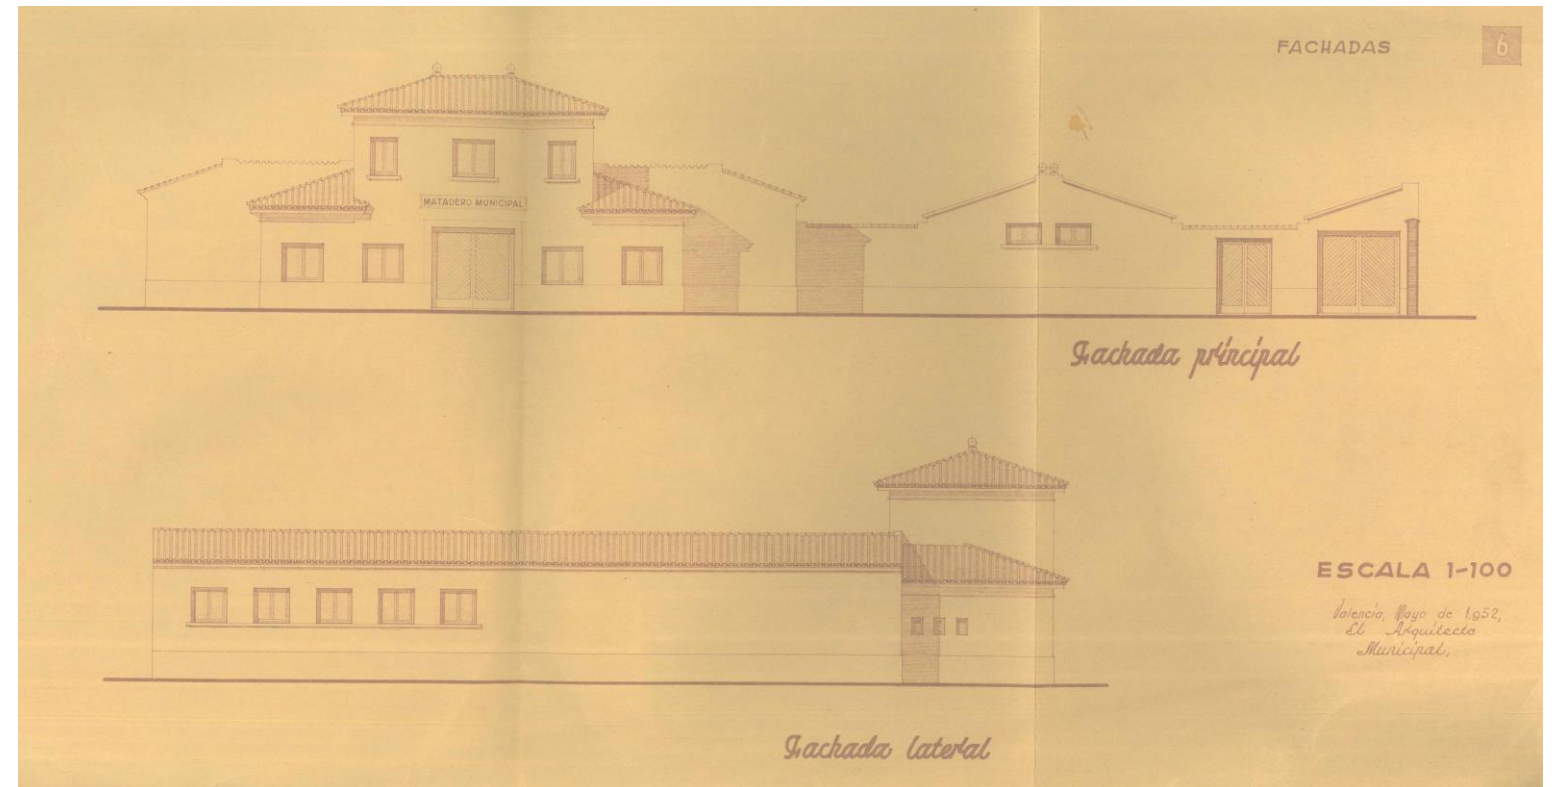 FACHADAS
6
MATADERO MUNICIPAL
Fachada principal
ESCALA 1-100
Valencia, Mayo de 1.952,
El Arquitecto
Municipal,
Fachada lateral